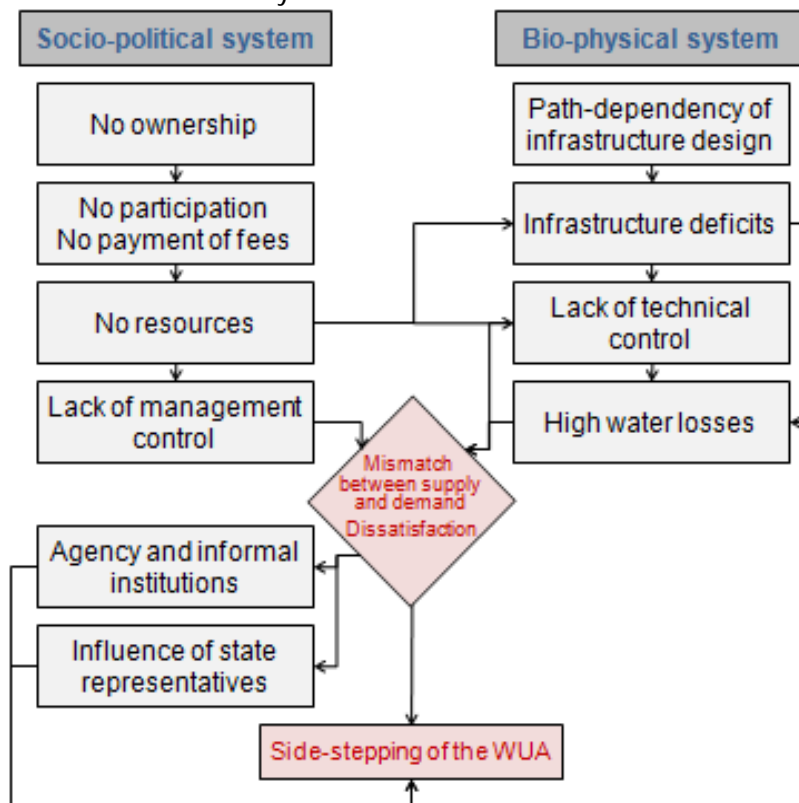 Socio-political system
Bio-physical system
No ownership
Path-dependency of
infrastructure design
No participation
No payment of fees
Infrastructure deficits
No resources
Lack of technical
control
Lack of management
control
High water losses
Mismatch
between supply
and demand
Dissatisfaction
Agency and informal
institutions
Influence of state
representatives
Side-stepping of the WUA